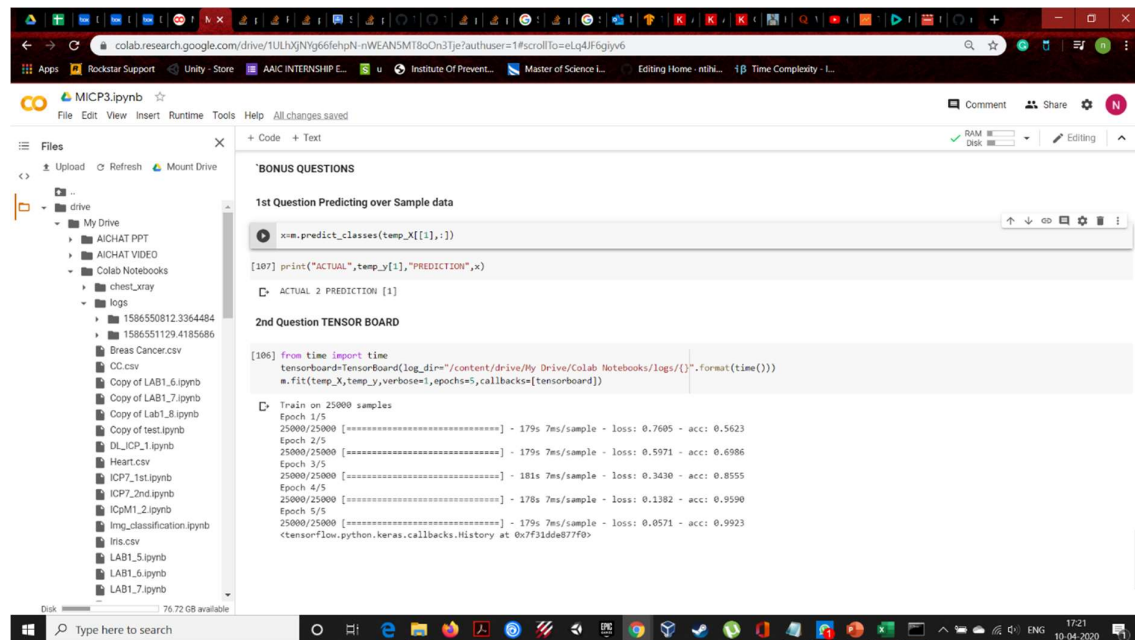 colab.research.google.com/drive/1ULhXjNYg66fehpN-nWEAN5MT8oOn3Tje?authuser=1#scrollTo=eLq4JF6giyv6
Apps Rockstar Support Unity - Store AAIC INTERNSHIP E... u Institute Of Prevent... Master of Science i... Editing Home · ntihi... Time Complexity - I...
MICP3.ipynb
Comment Share N
File Edit View Insert Runtime Tools Help All changes saved
Files
+ Code + Text
RAM
Disk
Editing
Upload Refresh Mount Drive
..
drive
My Drive
AICHAT PPT
AICHAT VIDEO
Colab Notebooks
chest_xray
logs
1586550812.3364484
1586551129.4185686
Breas Cancer.csv
CC.csv
Copy of LAB1_6.ipynb
Copy of LAB1_7.ipynb
Copy of Lab1_8.ipynb
Copy of test.ipynb
DL_ICP_1.ipynb
Heart.csv
ICP7_1st.ipynb
ICP7_2nd.ipynb
ICpM1_2.ipynb
Img_classification.ipynb
Iris.csv
LAB1_5.ipynb
LAB1_6.ipynb
LAB1_7.ipynb
Disk 76.72 GB available
`BONUS QUESTIONS
1st Question Predicting over Sample data
x=m.predict_classes(temp_X[[1],:])
[107] print("ACTUAL",temp_y[1],"PREDICTION",x)
ACTUAL 2 PREDICTION [1]
2nd Question TENSOR BOARD
[106] from time import time
tensorboard=TensorBoard(log_dir="/content/drive/My Drive/Colab Notebooks/logs/{}".format(time()))
m.fit(temp_X,temp_y,verbose=1,epochs=5,callbacks=[tensorboard])
Train on 25000 samples
Epoch 1/5
25000/25000 [==============================] - 179s 7ms/sample - loss: 0.7605 - acc: 0.5623
Epoch 2/5
25000/25000 [==============================] - 179s 7ms/sample - loss: 0.5971 - acc: 0.6986
Epoch 3/5
25000/25000 [==============================] - 181s 7ms/sample - loss: 0.3430 - acc: 0.8555
Epoch 4/5
25000/25000 [==============================] - 178s 7ms/sample - loss: 0.1382 - acc: 0.9590
Epoch 5/5
25000/25000 [==============================] - 179s 7ms/sample - loss: 0.0571 - acc: 0.9923
<tensorflow.python.keras.callbacks.History at 0x7f31dde877f0>
Type here to search
ENG
17:21
10-04-2020